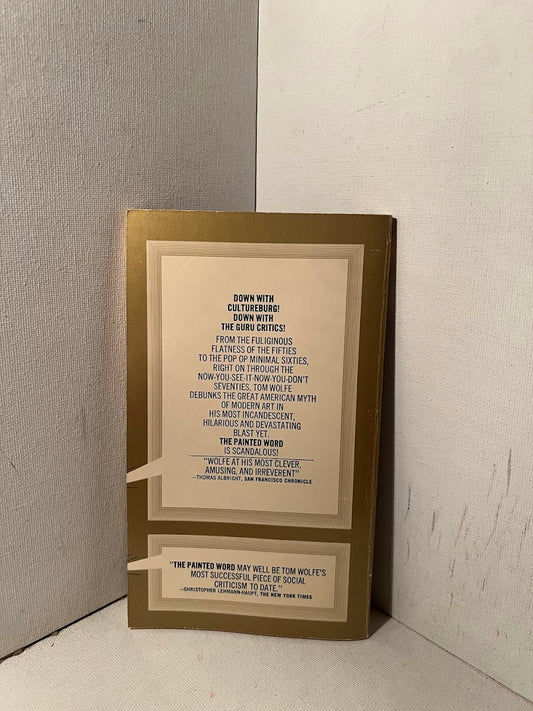 DOWN WITH
CULTUREBURG!
DOWN WITH
THE GURU CRITICS!
FROM THE FULIGINOUS
FLATNESS OF THE FIFTIES
TO THE POP OP MINIMAL SIXTIES,
RIGHT ON THROUGH THE
NOW-YOU-SEE-IT-NOW-YOU-DON'T
SEVENTIES, TOM WOLFE
DEBUNKS THE GREAT AMERICAN MYTH
OF MODERN ART IN
HIS MOST INCANDESCENT,
HILARIOUS AND DEVASTATING
BLAST YET.
THE PAINTED WORD
IS SCANDALOUS!
"WOLFE AT HIS MOST CLEVER,
AMUSING, AND IRREVERENT"
—THOMAS ALBRIGHT, SAN FRANCISCO CHRONICLE
"THE PAINTED WORD MAY WELL BE TOM WOLFE'S
MOST SUCCESSFUL PIECE OF SOCIAL
CRITICISM TO DATE."
—CHRISTOPHER LEHMANN-HAUPT, THE NEW YORK TIMES